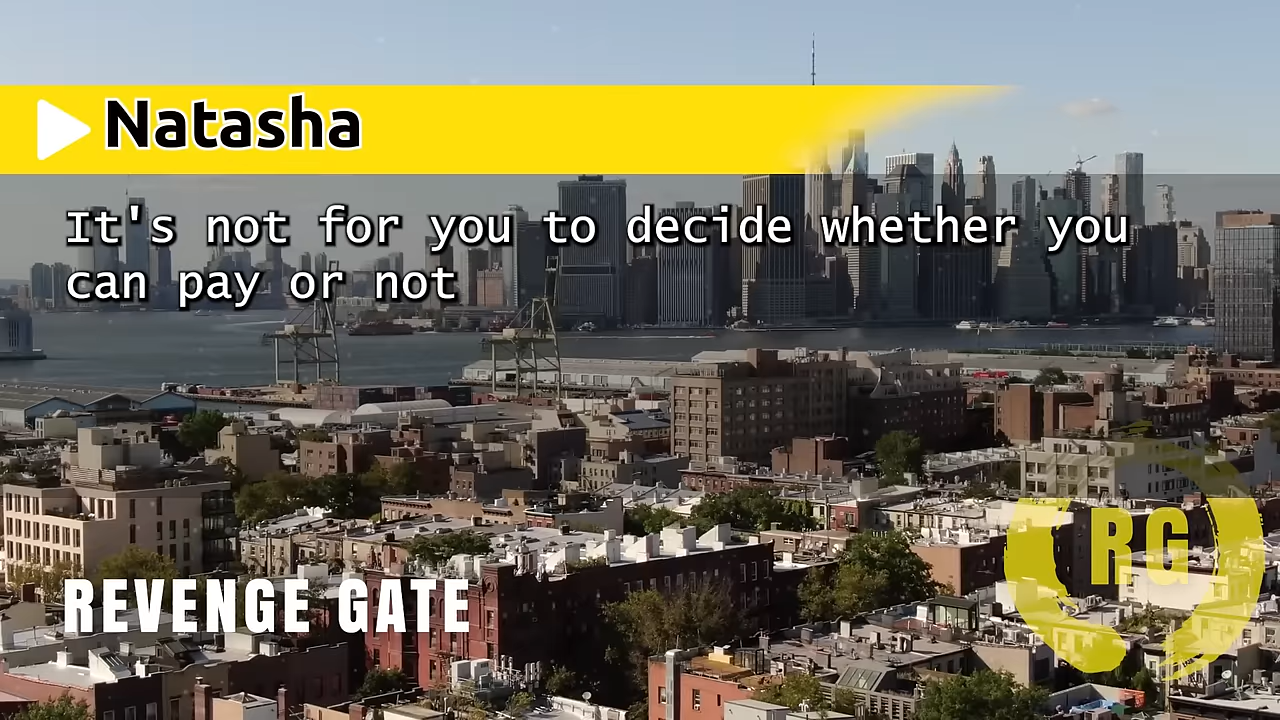 Natasha
It's not for you to decide whether you
can pay or not
RG
REVENGE GATE